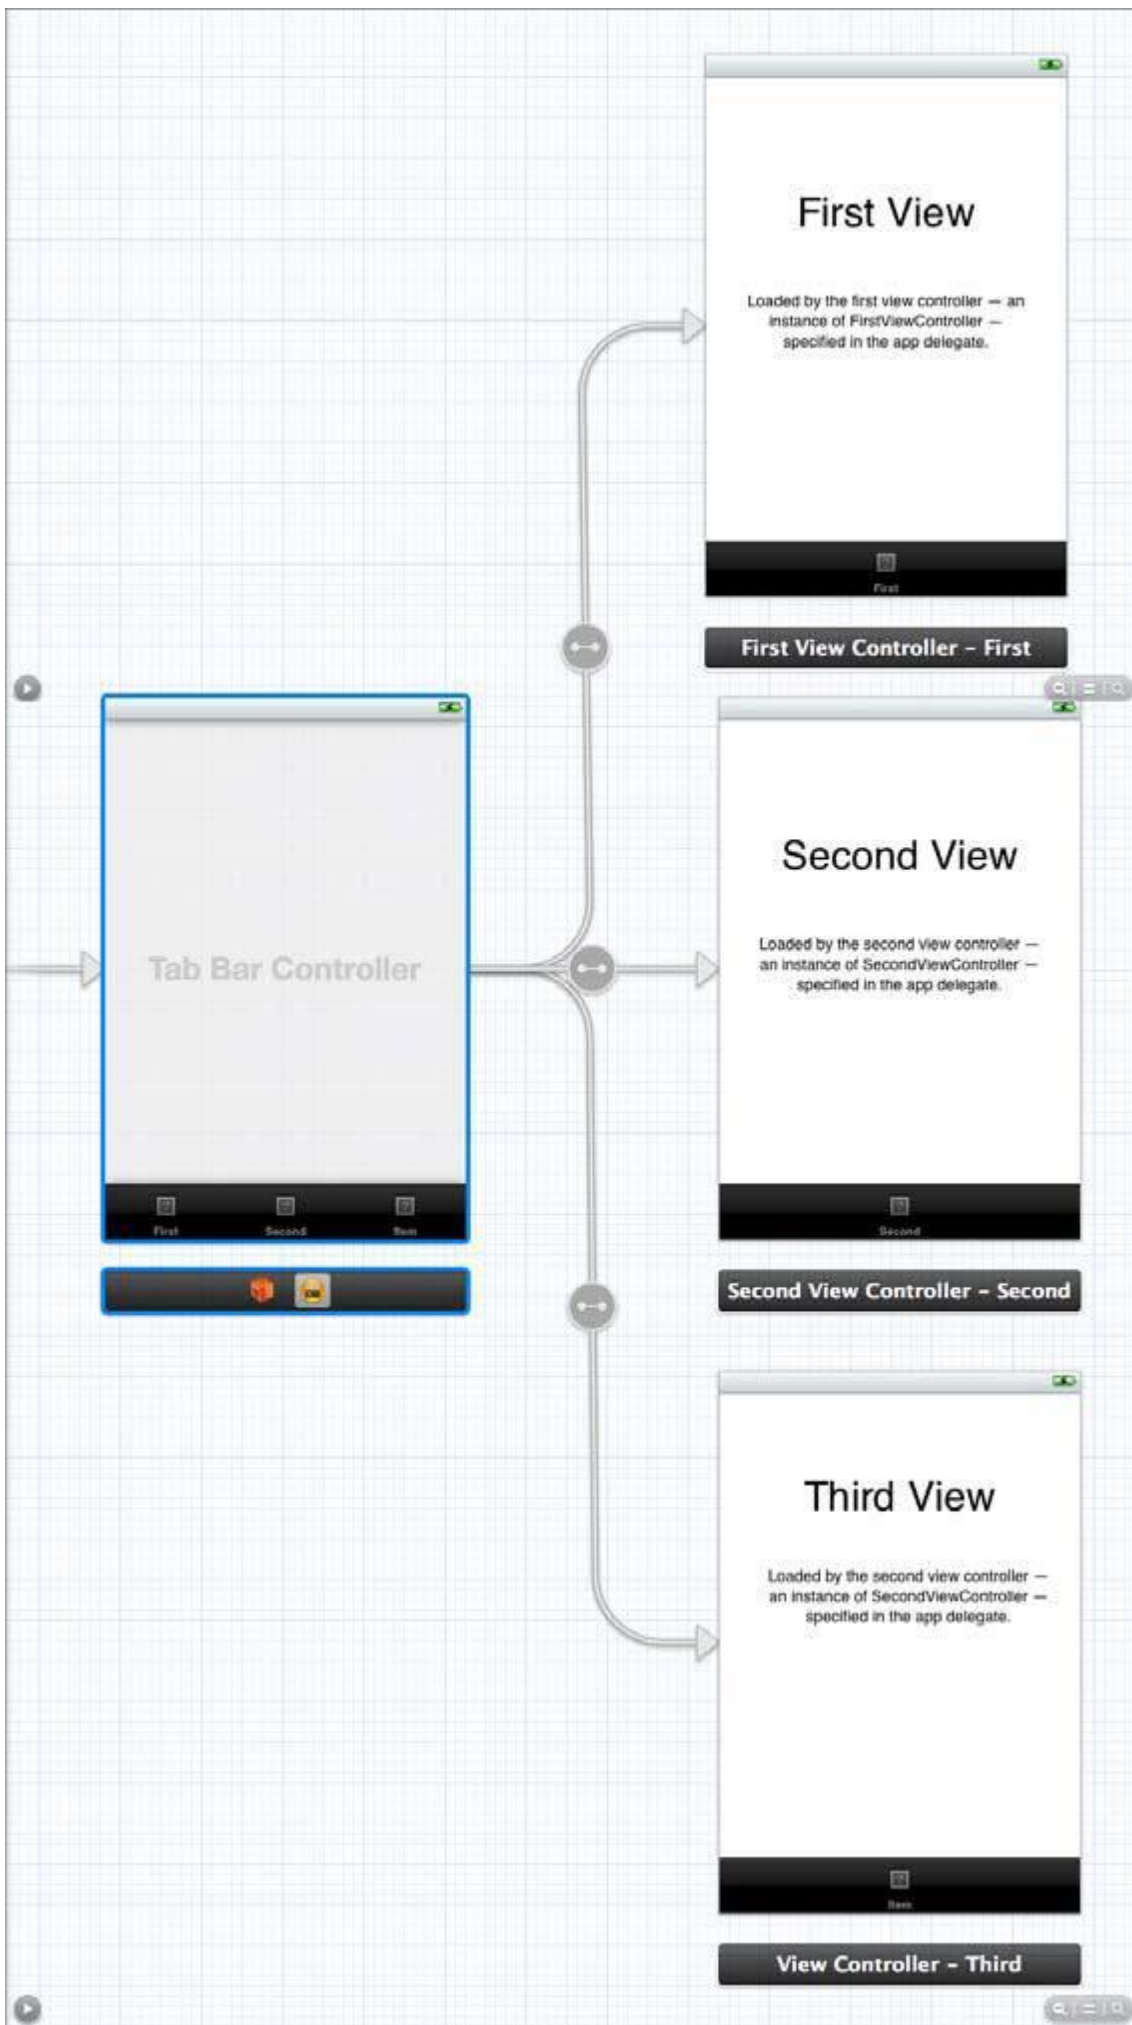 First View
Loaded by the first view controller — an
instance of FirstViewController —
specified in the app delegate.
First
First View Controller – First
Tab Bar Controller
First
Second
Item
Second View
Loaded by the second view controller —
an instance of SecondViewController —
specified in the app delegate.
Second
Second View Controller – Second
Third View
Loaded by the second view controller —
an instance of SecondViewController —
specified in the app delegate.
Item
View Controller – Third